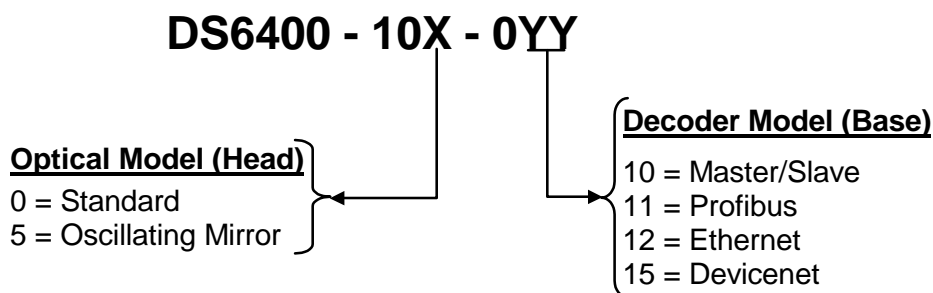 DS6400 - 10X - 0YY
Optical Model (Head)
0 = Standard
5 = Oscillating Mirror
Decoder Model (Base)
10 = Master/Slave
11 = Profibus
12 = Ethernet
15 = Devicenet